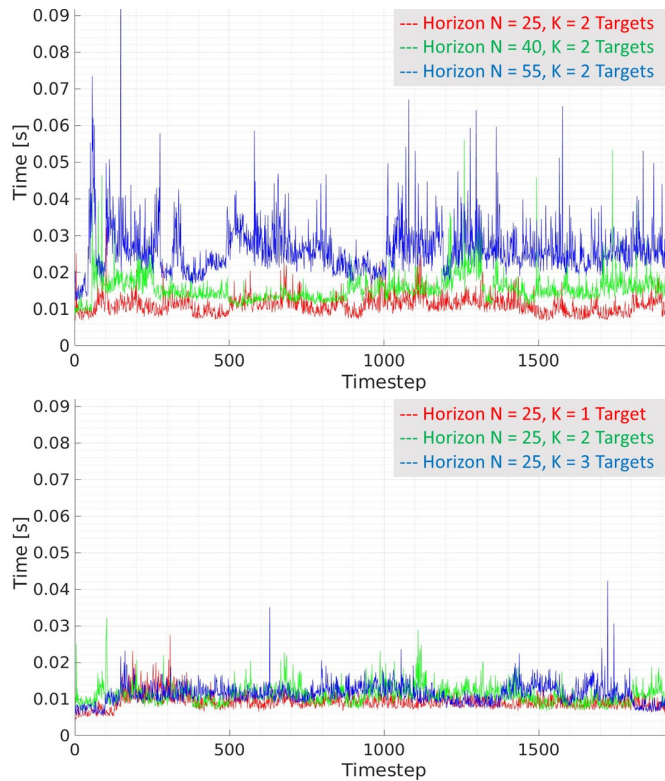 --- Horizon N = 25, K = 2 Targets
--- Horizon N = 40, K = 2 Targets
--- Horizon N = 55, K = 2 Targets
0.09
0.08
0.07
0.06
0.05
0.04
0.03
0.02
0.01
0
Time [s]
0 500 1000 1500
Timestep
--- Horizon N = 25, K = 1 Target
--- Horizon N = 25, K = 2 Targets
--- Horizon N = 25, K = 3 Targets
0.09
0.08
0.07
0.06
0.05
0.04
0.03
0.02
0.01
0
Time [s]
0 500 1000 1500
Timestep